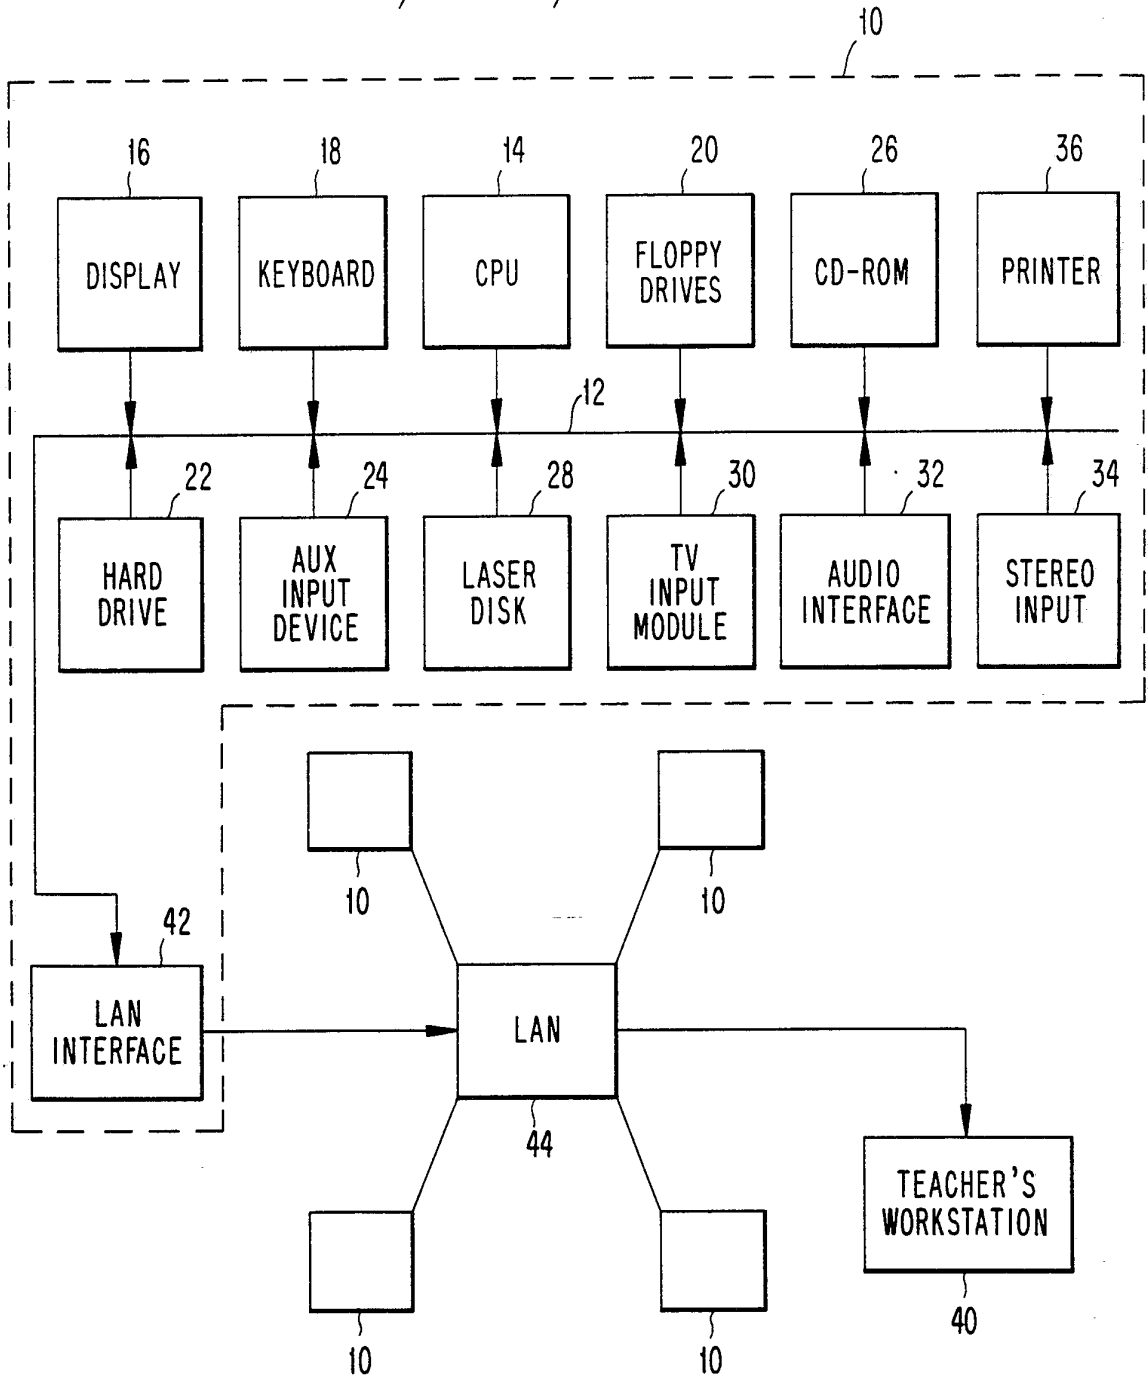 10
16
18
14
20
26
36
DISPLAY
KEYBOARD
CPU
FLOPPY
DRIVES
CD-ROM
PRINTER
12
22
24
28
30
32
34
HARD
DRIVE
AUX
INPUT
DEVICE
LASER
DISK
TV
INPUT
MODULE
AUDIO
INTERFACE
STEREO
INPUT
10
10
42
LAN
INTERFACE
LAN
44
TEACHER'S
WORKSTATION
40
10
10